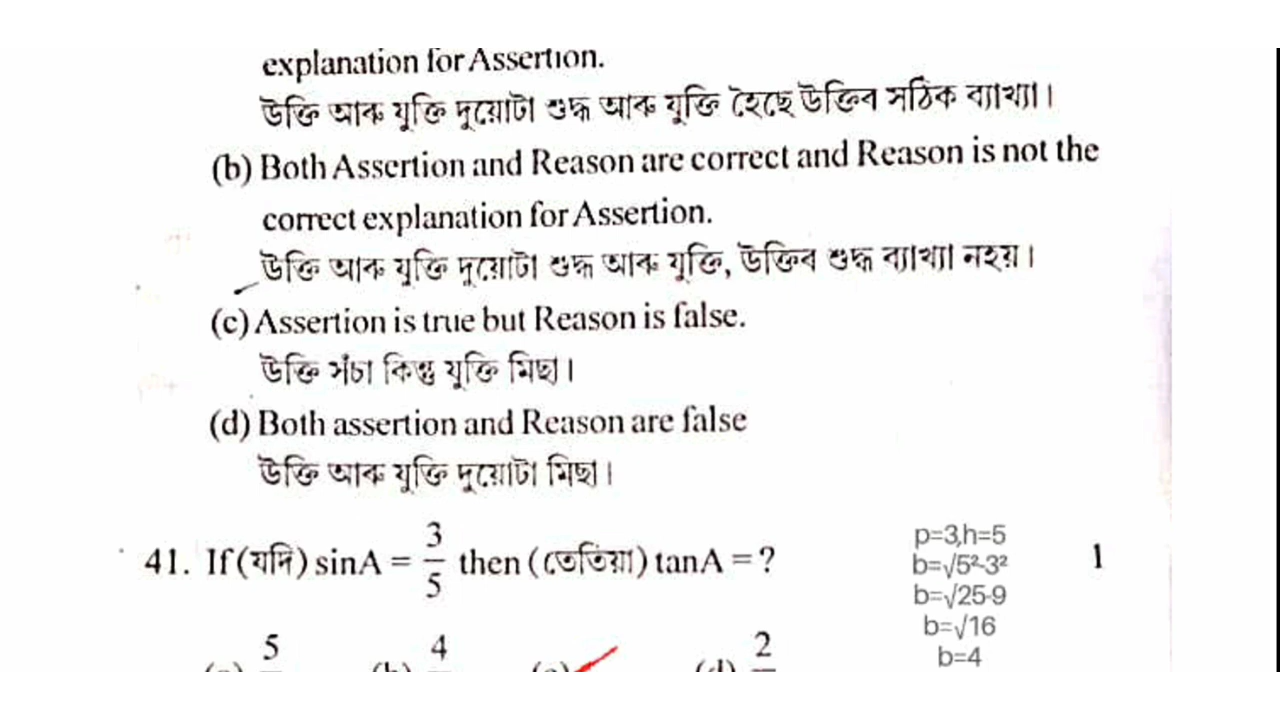 explanation for Assertion.
উক্তি আৰু যুক্তি দুয়োটা শুদ্ধ আৰু যুক্তি হৈছে উক্তিৰ সঠিক ব্যাখ্যা।
(b) Both Assertion and Reason are correct and Reason is not the
correct explanation for Assertion.
উক্তি আৰু যুক্তি দুয়োটা শুদ্ধ আৰু যুক্তি, উক্তিৰ শুদ্ধ ব্যাখ্যা নহয়।
(c) Assertion is true but Reason is false.
উক্তি সঁচা কিন্তু যুক্তি মিছা।
(d) Both assertion and Reason are false
উক্তি আৰু যুক্তি দুয়োটা মিছা।
41. If (যদি) sinA = 3/5 then (তেতিয়া) tanA = ? 1
p=3,h=5
b=√5²-3²
b=√25-9
b=√16
b=4
5 4 2